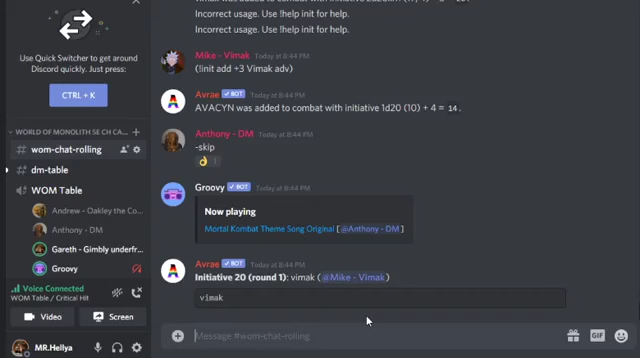 Use Quick Switcher to get around
Discord quickly. Just press:
CTRL + K
WORLD OF MONOLITH SE CH CA...
# wom-chat-rolling
# dm-table
WOM Table
Andrew - Oakley the Co...
Anthony - DM
Gareth - Gimbly underfr...
Groovy
Voice Connected
WOM Table / Critical Hit
Video
Screen
MR.Hellya
Incorrect usage. Use !help init for help.
Incorrect usage. Use !help init for help.
Mike - Vimak Today at 8:44 PM
(!init add +3 Vimak adv)
Avrae BOT Today at 8:44 PM
AVACYN was added to combat with initiative 1d20 (10) + 4 = 14.
Anthony - DM Today at 8:44 PM
-skip
1
Groovy BOT Today at 8:44 PM
Now playing
Mortal Kombat Theme Song Original [@Anthony - DM]
Avrae BOT Today at 8:44 PM
Initiative 20 (round 1): vimak (@Mike - Vimak)
vimak
Message #wom-chat-rolling
GIF